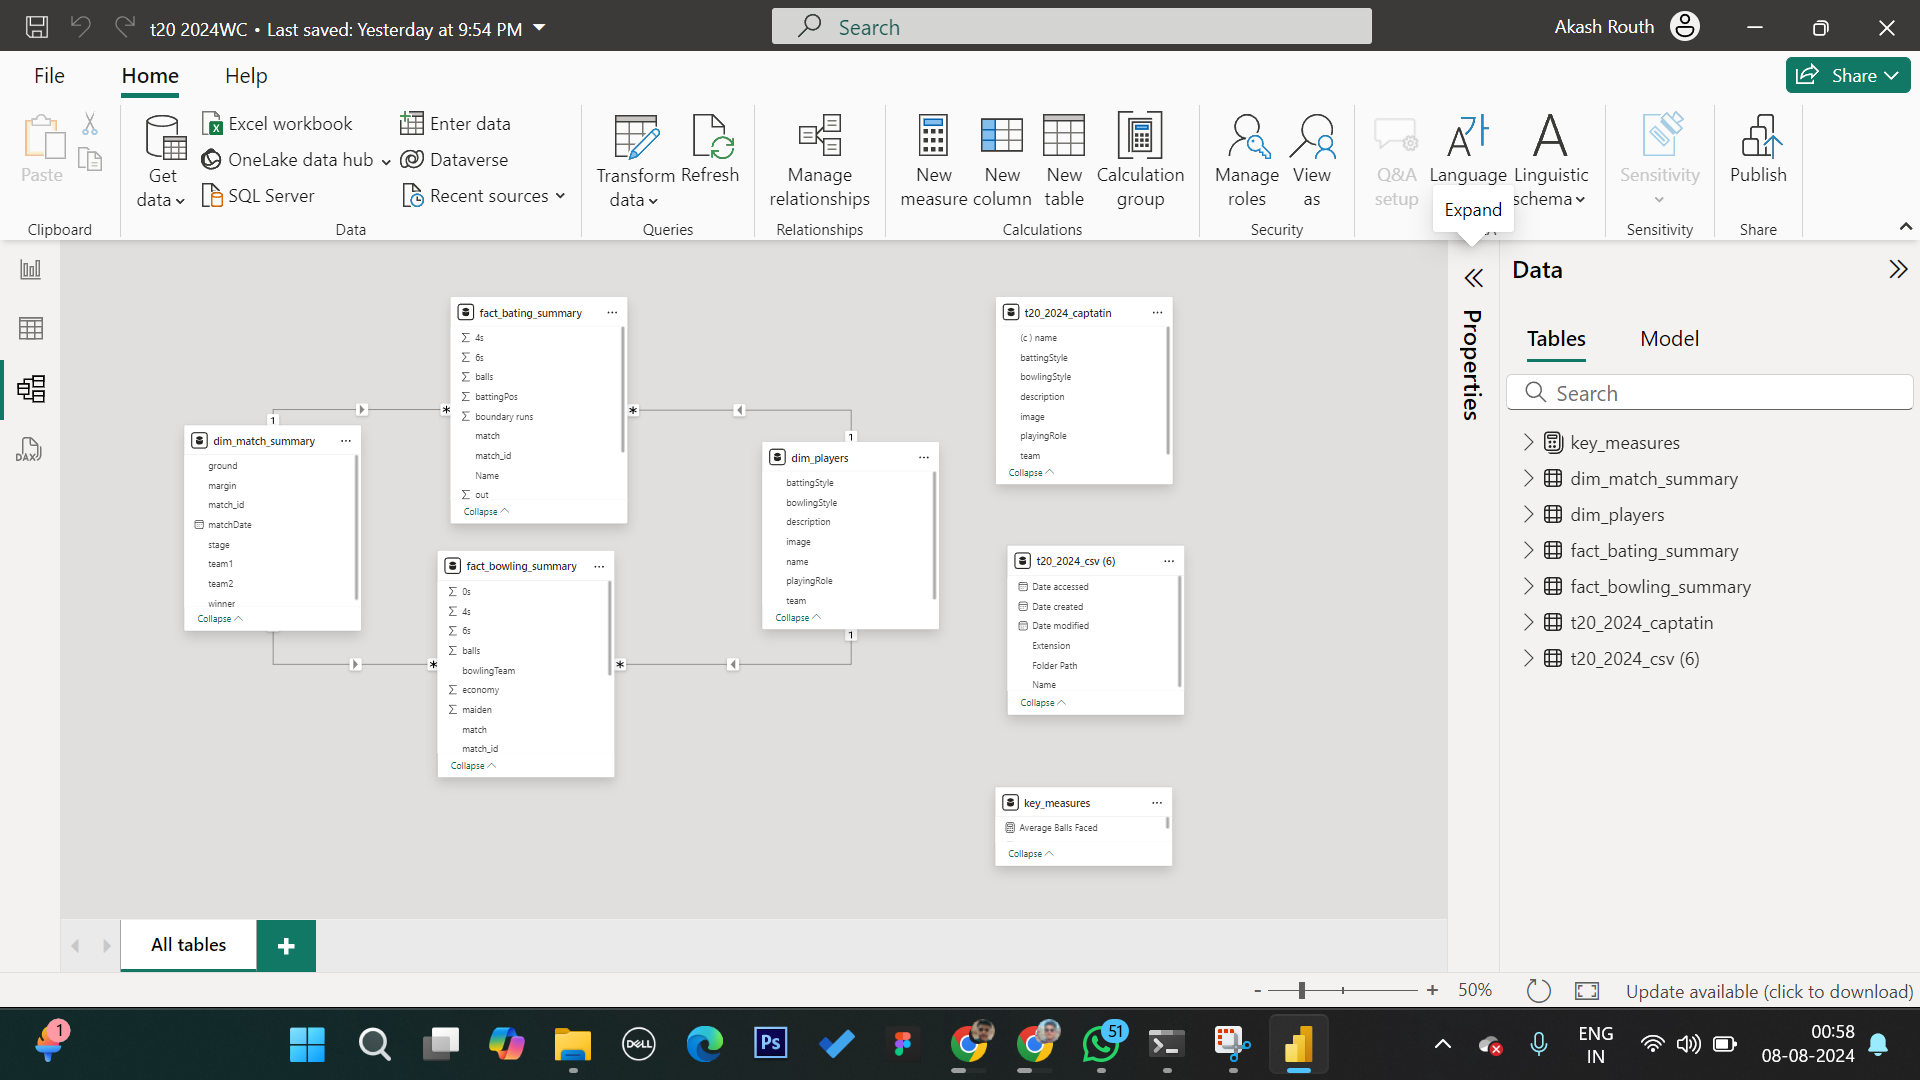 t20 2024WC • Last saved: Yesterday at 9:54 PM
Search
Akash Routh
File
Home
Help
Share
Paste
Clipboard
Get data
Excel workbook
OneLake data hub
SQL Server
Enter data
Dataverse
Recent sources
Data
Transform data
Refresh
Queries
Manage relationships
Relationships
New measure
New column
New table
Calculation group
Calculations
Manage roles
View as
Security
Q&A setup
Language
Linguistic schema
Expand
Sensitivity
Sensitivity
Publish
Share
DAX
fact_bating_summary
4s
6s
balls
battingPos
boundary runs
match
match_id
Name
out
Collapse
t20_2024_captatin
(c ) name
battingStyle
bowlingStyle
description
image
playingRole
team
Collapse
1
*
*
1
dim_match_summary
ground
margin
match_id
matchDate
stage
team1
team2
winner
Collapse
dim_players
battingStyle
bowlingStyle
description
image
name
playingRole
team
Collapse
1
fact_bowling_summary
0s
4s
6s
balls
bowlingTeam
economy
maiden
match
match_id
Collapse
*
*
t20_2024_csv (6)
Date accessed
Date created
Date modified
Extension
Folder Path
Name
Collapse
key_measures
Average Balls Faced
Collapse
Properties
Data
Tables
Model
Search
key_measures
dim_match_summary
dim_players
fact_bating_summary
fact_bowling_summary
t20_2024_captatin
t20_2024_csv (6)
All tables
+
- + 50%
Update available (click to download)
1
DELL
Ps
51
ENG
IN
00:58
08-08-2024